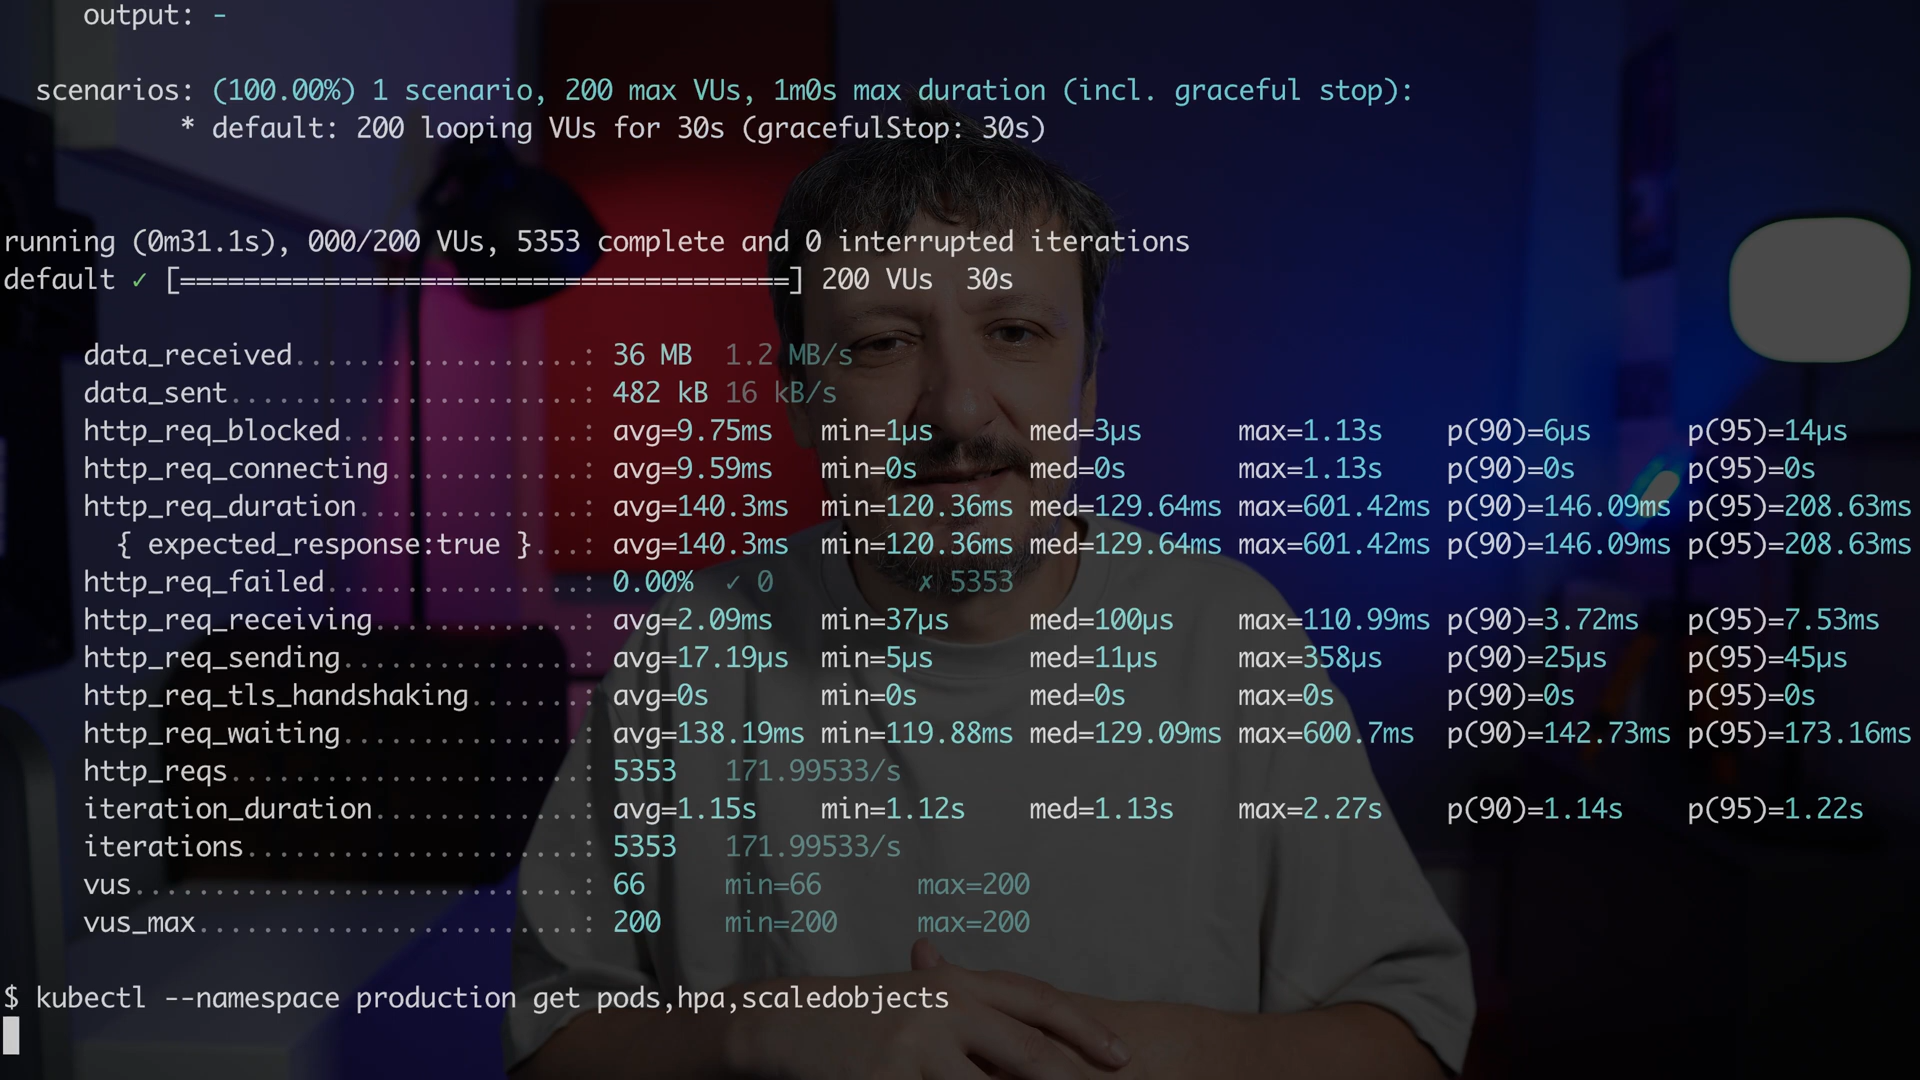 output: -
scenarios: (100.00%) 1 scenario, 200 max VUs, 1m0s max duration (incl. graceful stop):
* default: 200 looping VUs for 30s (gracefulStop: 30s)
running (0m31.1s), 000/200 VUs, 5353 complete and 0 interrupted iterations
default ✓ [======================================] 200 VUs  30s
data_received..................: 36 MB  1.2 MB/s
data_sent......................: 482 kB 16 kB/s
http_req_blocked...............: avg=9.75ms   min=1µs      med=3µs      max=1.13s    p(90)=6µs      p(95)=14µs
http_req_connecting............: avg=9.59ms   min=0s       med=0s       max=1.13s    p(90)=0s       p(95)=0s
http_req_duration..............: avg=140.3ms  min=120.36ms med=129.64ms max=601.42ms p(90)=146.09ms p(95)=208.63ms
{ expected_response:true }...: avg=140.3ms  min=120.36ms med=129.64ms max=601.42ms p(90)=146.09ms p(95)=208.63ms
http_req_failed................: 0.00%  ✓ 0         ✗ 5353
http_req_receiving.............: avg=2.09ms   min=37µs     med=100µs    max=110.99ms p(90)=3.72ms   p(95)=7.53ms
http_req_sending...............: avg=17.19µs  min=5µs      med=11µs     max=358µs    p(90)=25µs     p(95)=45µs
http_req_tls_handshaking.......: avg=0s       min=0s       med=0s       max=0s       p(90)=0s       p(95)=0s
http_req_waiting...............: avg=138.19ms min=119.88ms med=129.09ms max=600.7ms  p(90)=142.73ms p(95)=173.16ms
http_reqs......................: 5353   171.99533/s
iteration_duration.............: avg=1.15s    min=1.12s    med=1.13s    max=2.27s    p(90)=1.14s    p(95)=1.22s
iterations.....................: 5353   171.99533/s
vus............................: 66     min=66      max=200
vus_max........................: 200    min=200     max=200
$ kubectl --namespace production get pods,hpa,scaledobjects